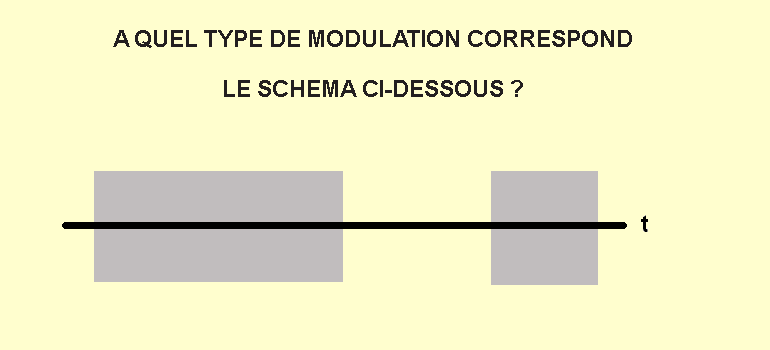 A QUEL TYPE DE MODULATION CORRESPOND
LE SCHEMA CI-DESSOUS ?
t